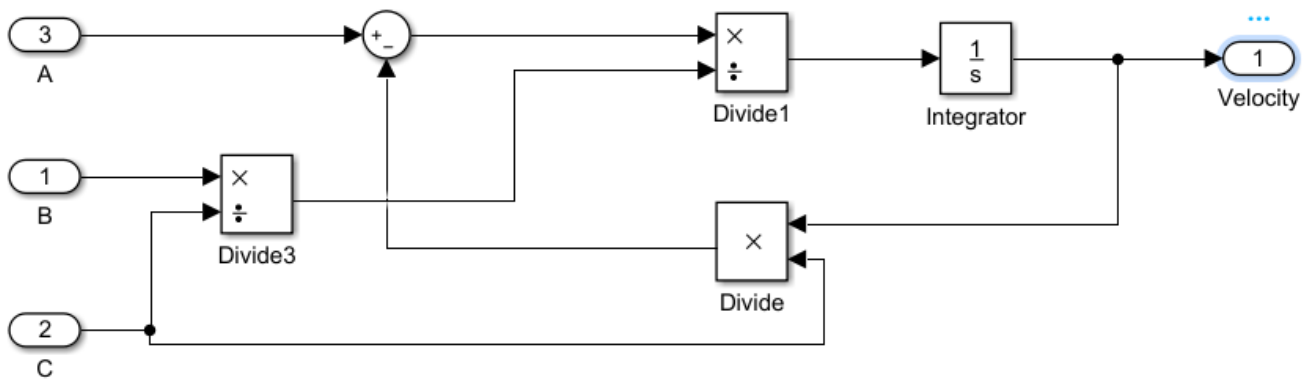 3
A
+
−
×
÷
Divide1
1
s
Integrator
...
1
Velocity
1
B
×
÷
Divide3
×
Divide
2
C